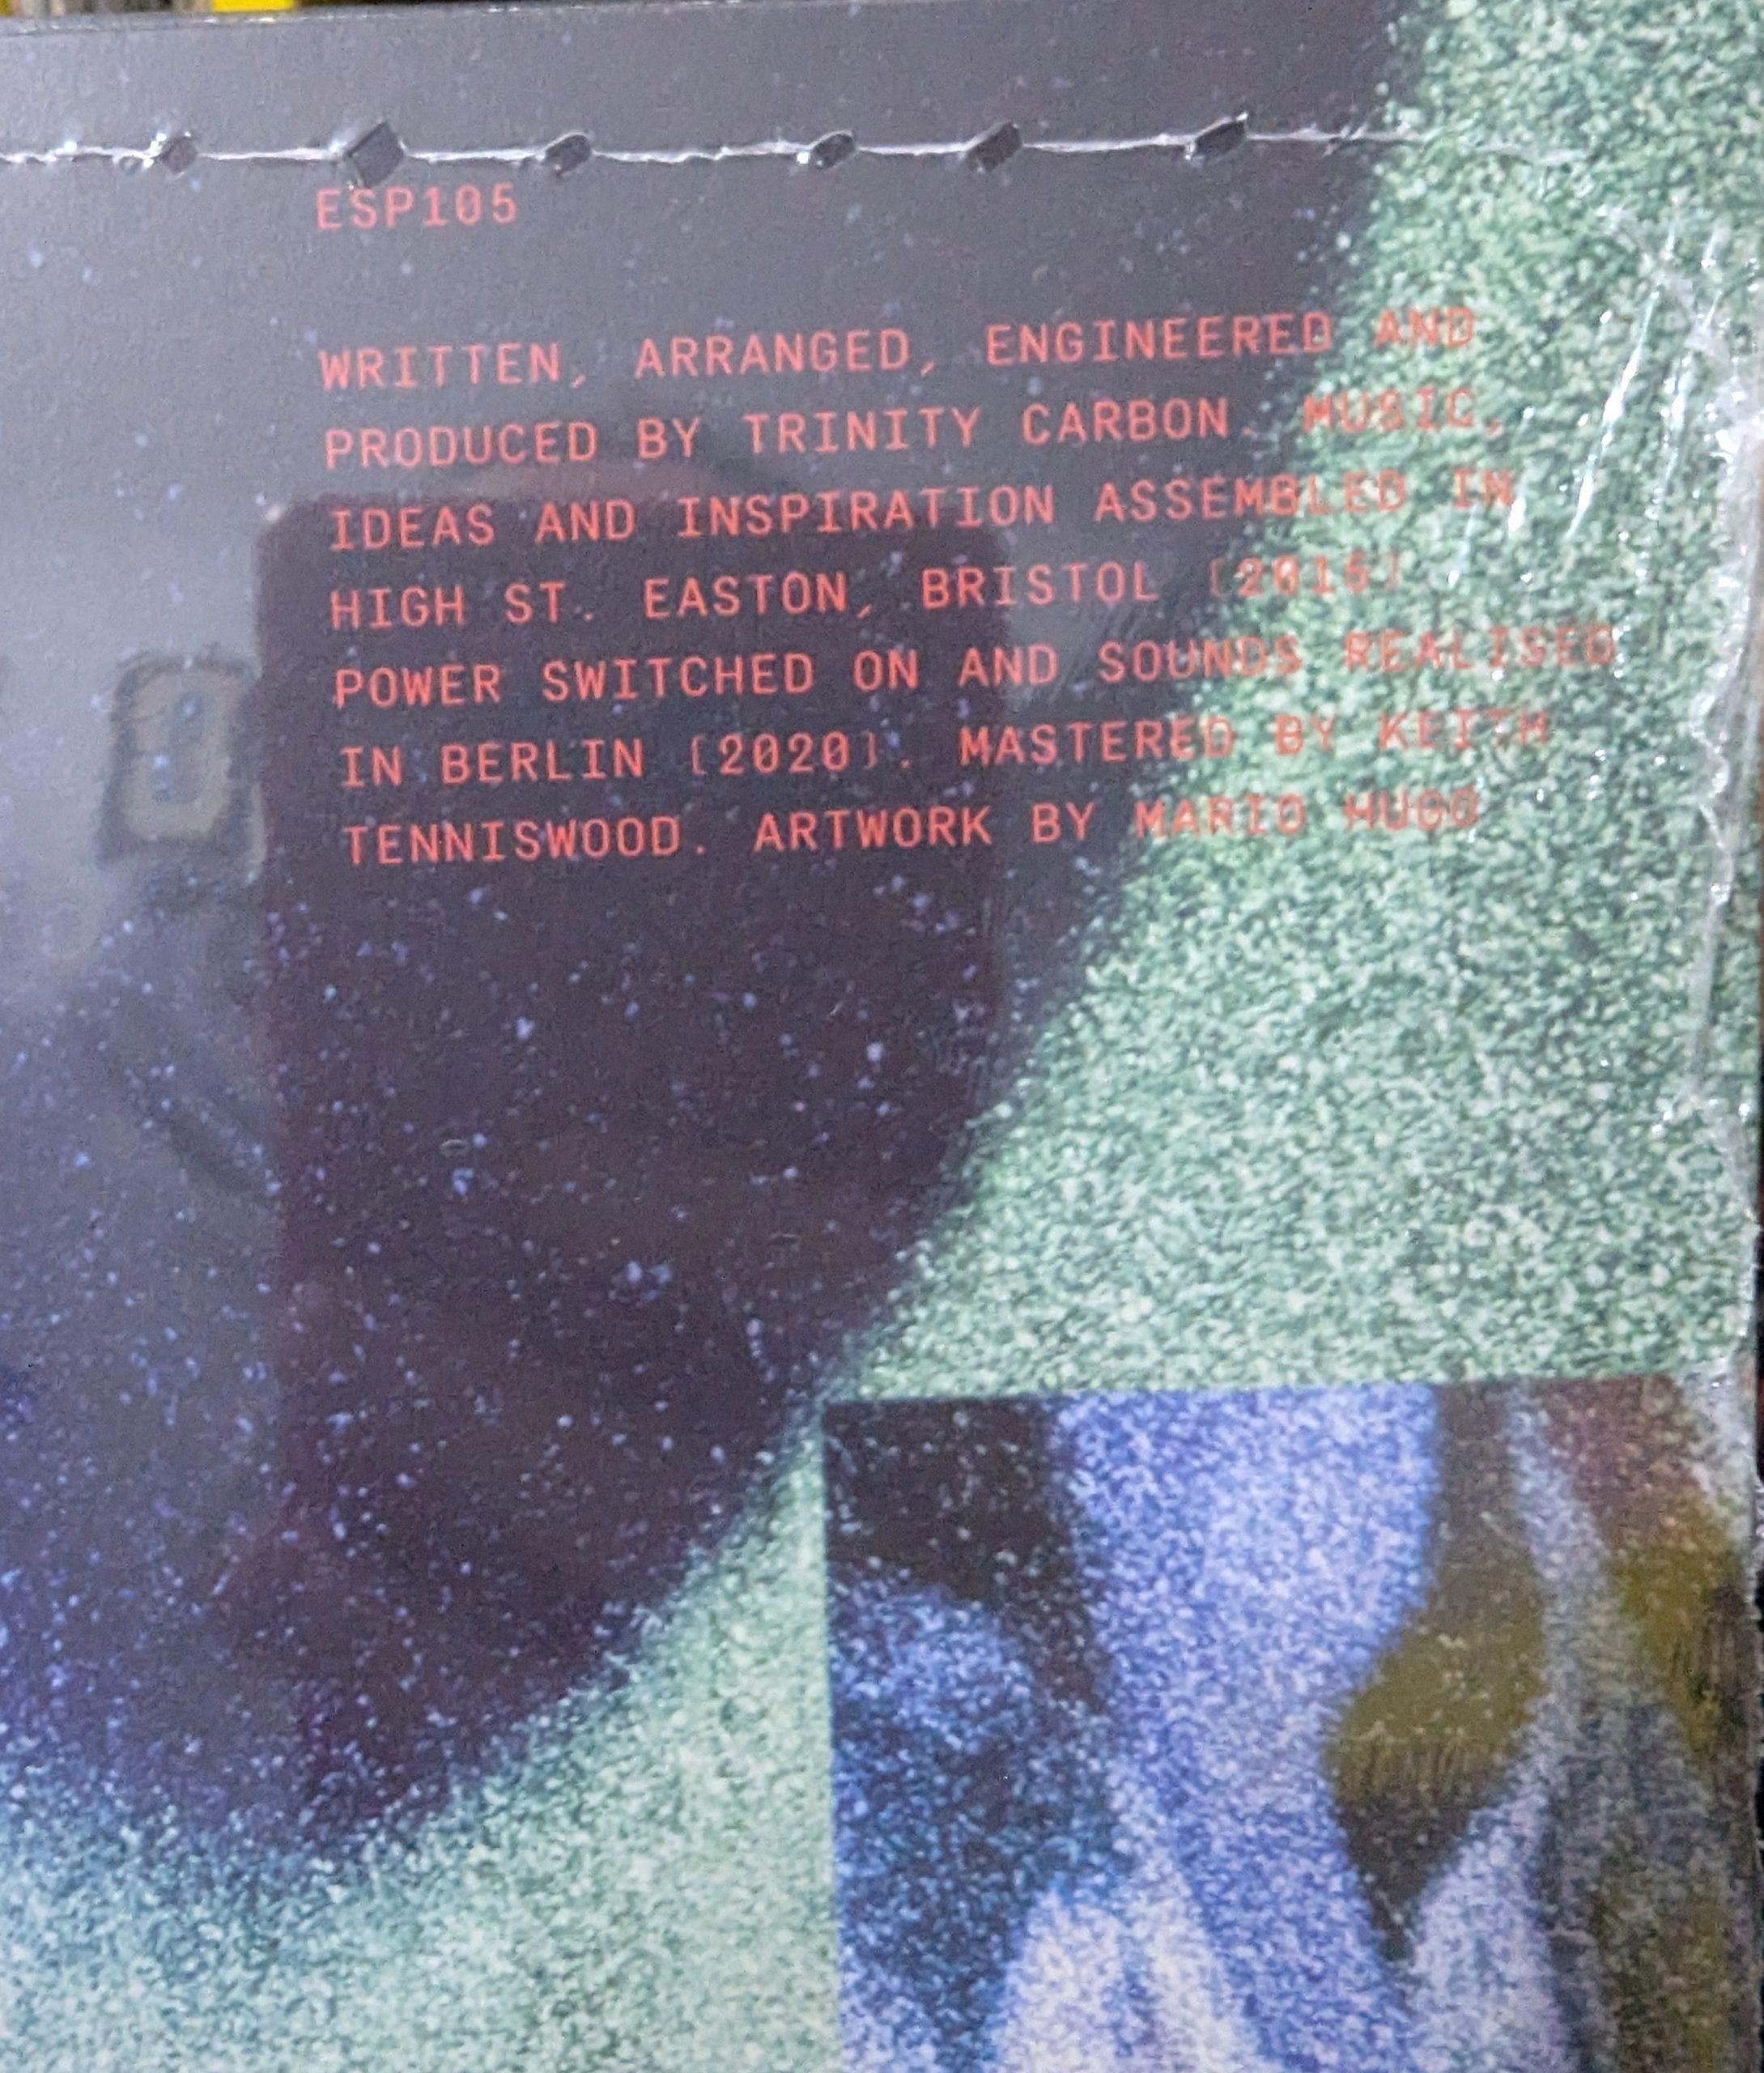 ESP105
WRITTEN, ARRANGED, ENGINEERED AND
PRODUCED BY TRINITY CARBON. MUSIC,
IDEAS AND INSPIRATION ASSEMBLED IN
HIGH ST. EASTON, BRISTOL [2015]
POWER SWITCHED ON AND SOUNDS REALISED
IN BERLIN [2020]. MASTERED BY KEITH
TENNISWOOD. ARTWORK BY MARIO HUGO